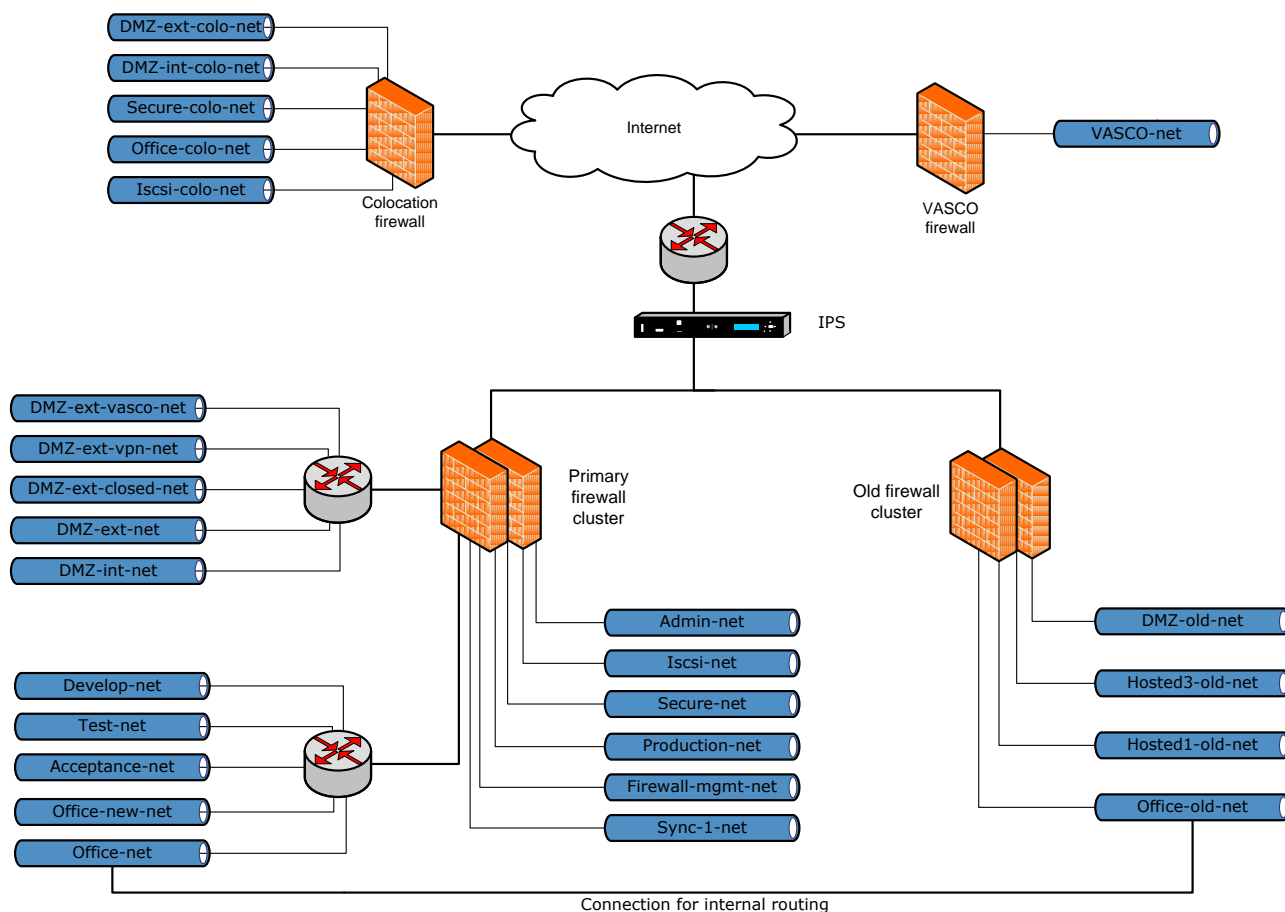 DMZ-ext-colo-net
DMZ-int-colo-net
Secure-colo-net
Office-colo-net
Iscsi-colo-net
Colocation
firewall
Internet
VASCO
firewall
VASCO-net
IPS
DMZ-ext-vasco-net
DMZ-ext-vpn-net
DMZ-ext-closed-net
DMZ-ext-net
DMZ-int-net
Primary
firewall
cluster
Old firewall
cluster
Develop-net
Test-net
Acceptance-net
Office-new-net
Office-net
Admin-net
Iscsi-net
Secure-net
Production-net
Firewall-mgmt-net
Sync-1-net
DMZ-old-net
Hosted3-old-net
Hosted1-old-net
Office-old-net
Connection for internal routing